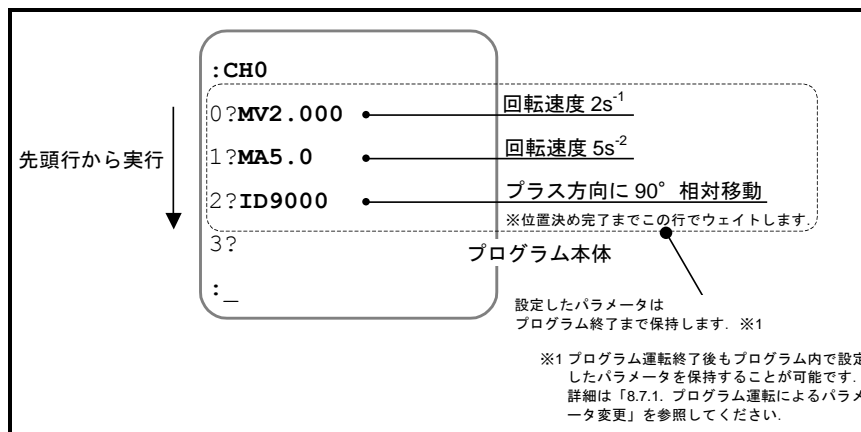 :CH0
0?MV2.000
回転速度 2s-1
1?MA5.0
回転速度 5s-2
先頭行から実行
2?ID9000
プラス方向に 90° 相対移動
※位置決め完了までこの行でウェイトします.
3?
プログラム本体
:_
設定したパラメータは
プログラム終了まで保持します. ※1
※1 プログラム運転終了後もプログラム内で設定
したパラメータを保持することが可能です.
詳細は「8.7.1. プログラム運転によるパラメ
ータ変更」を参照してください.